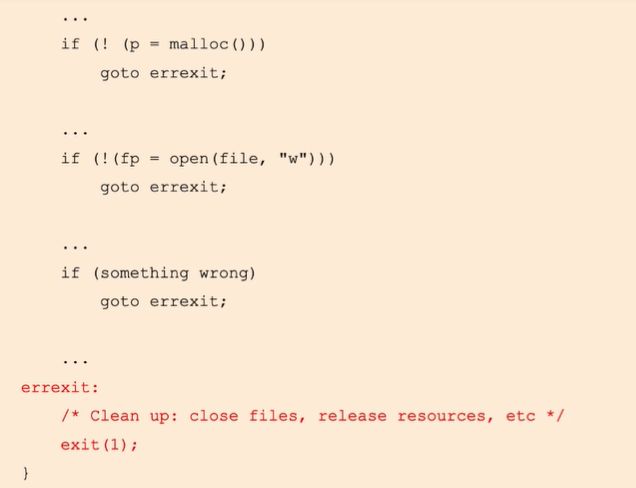 ...
if (! (p = malloc()))
goto errexit;
...
if (!(fp = open(file, "w")))
goto errexit;
...
if (something wrong)
goto errexit;
...
errexit:
/* Clean up: close files, release resources, etc */
exit(1);
}